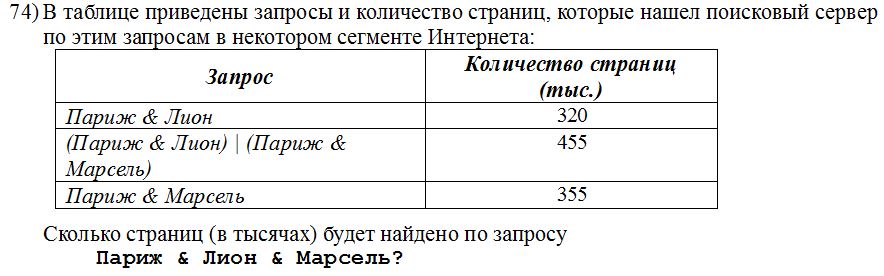 74) В таблице приведены запросы и количество страниц, которые нашел поисковый сервер
по этим запросам в некотором сегменте Интернета:
Запрос
Количество страниц
(тыс.)
Париж & Лион
320
(Париж & Лион) | (Париж &
Марсель)
455
Париж & Марсель
355
Сколько страниц (в тысячах) будет найдено по запросу
Париж & Лион & Марсель?